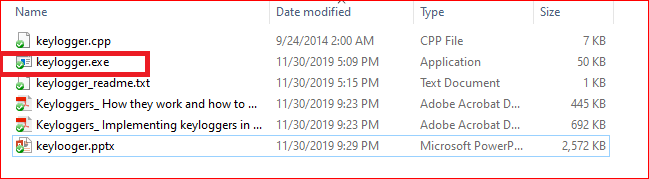 Name Date modified Type Size
keylogger.cpp 9/24/2014 2:00 AM CPP File 7 KB
keylogger.exe 11/30/2019 5:09 PM Application 50 KB
keylogger_readme.txt 11/30/2019 5:15 PM Text Document 1 KB
Keyloggers_ How they work and how to ... 11/30/2019 9:23 PM Adobe Acrobat D... 445 KB
Keyloggers_ Implementing keyloggers in ... 11/30/2019 9:23 PM Adobe Acrobat D... 692 KB
keylooger.pptx 11/30/2019 9:29 PM Microsoft PowerP... 2,572 KB